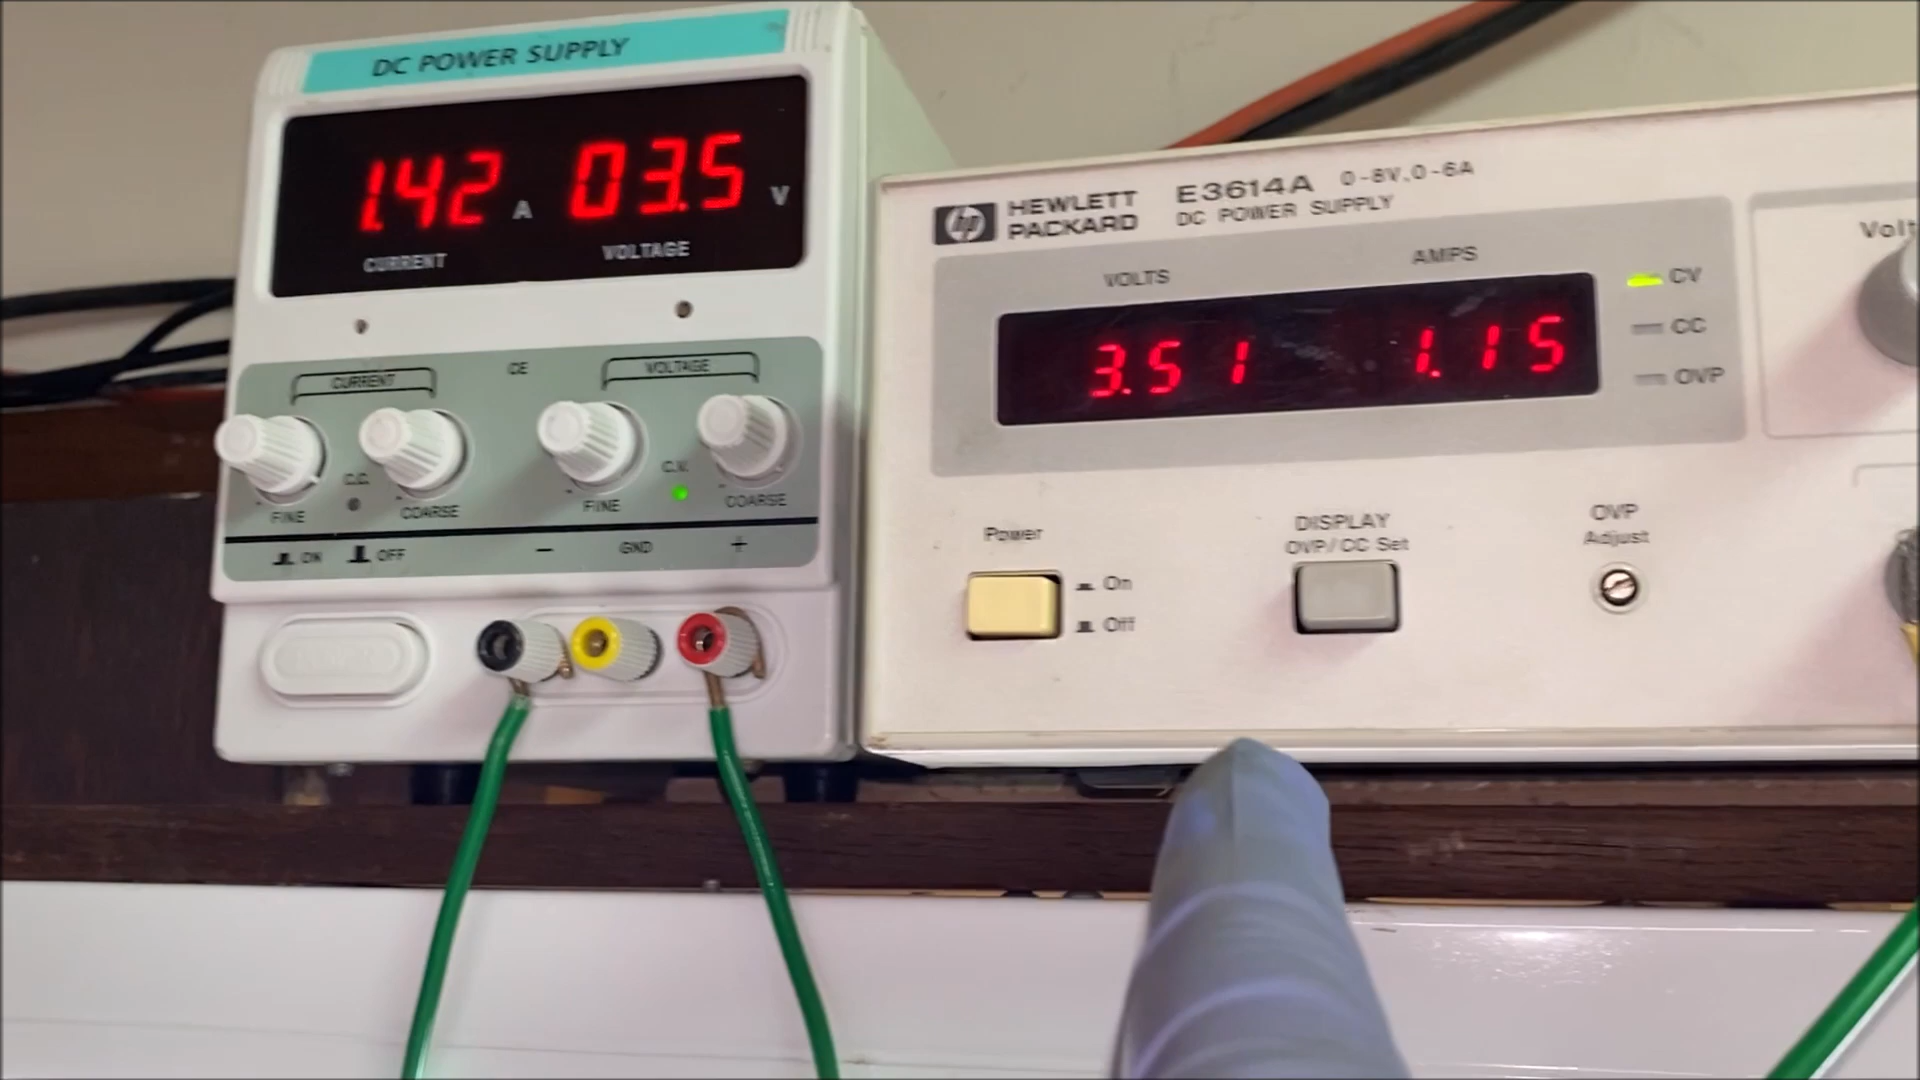 DC POWER SUPPLY
1.42 A 03.5 V
CURRENT VOLTAGE
CURRENT CE VOLTAGE
C.C. C.V.
FINE COARSE FINE COARSE
ON OFF − GND +
hp HEWLETT PACKARD
E3614A 0-8V, 0-6A
DC POWER SUPPLY
VOLTS AMPS
3.51 1.15
CV
CC
OVP
Volt
Power
On
Off
DISPLAY
OVP/CC Set
OVP
Adjust